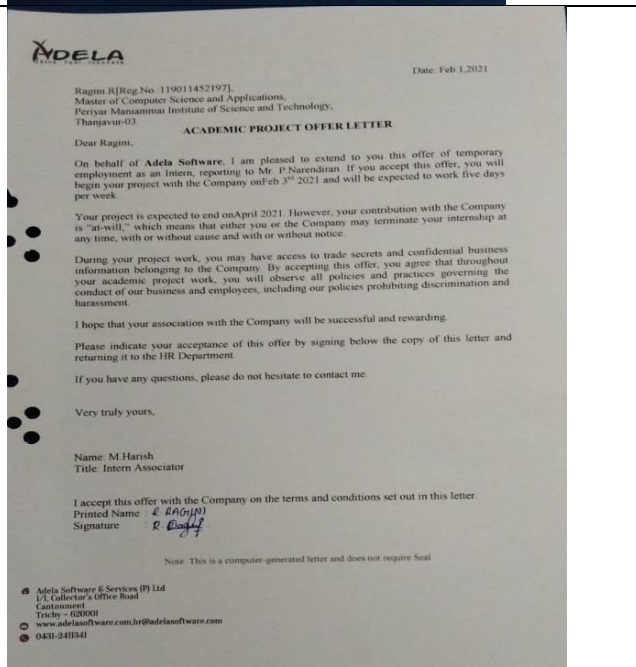 ADELA
Date: Feb 1,2021
Ragini.R[Reg No. 119011452197],
Master of Computer Science and Applications,
Periyar Maniammai Institute of Science and Technology,
Thanjavur-03.
ACADEMIC PROJECT OFFER LETTER
Dear Ragini,
On behalf of Adela Software, I am pleased to extend to you this offer of temporary
employment as an Intern, reporting to Mr. P.Narendiran. If you accept this offer, you will
begin your project with the Company onFeb 3rd 2021 and will be expected to work five days
per week.
Your project is expected to end onApril 2021. However, your contribution with the Company
is "at-will," which means that either you or the Company may terminate your internship at
any time, with or without cause and with or without notice.
During your project work, you may have access to trade secrets and confidential business
information belonging to the Company. By accepting this offer, you agree that throughout
your academic project work, you will observe all policies and practices governing the
conduct of our business and employees, including our policies prohibiting discrimination and
harassment.
I hope that your association with the Company will be successful and rewarding.
Please indicate your acceptance of this offer by signing below the copy of this letter and
returning it to the HR Department.
If you have any questions, please do not hesitate to contact me.
Very truly yours,
Name: M.Harish
Title: Intern Associator
I accept this offer with the Company on the terms and conditions set out in this letter.
Printed Name : R. RAGINI
Signature : R.
Note: This is a computer-generated letter and does not require Seal
Adela Software & Services (P) Ltd
1/1, Collector's Office Road
Cantonment
Trichy – 620001
www.adelasoftware.com,hr@adelasoftware.com
0431-2411341